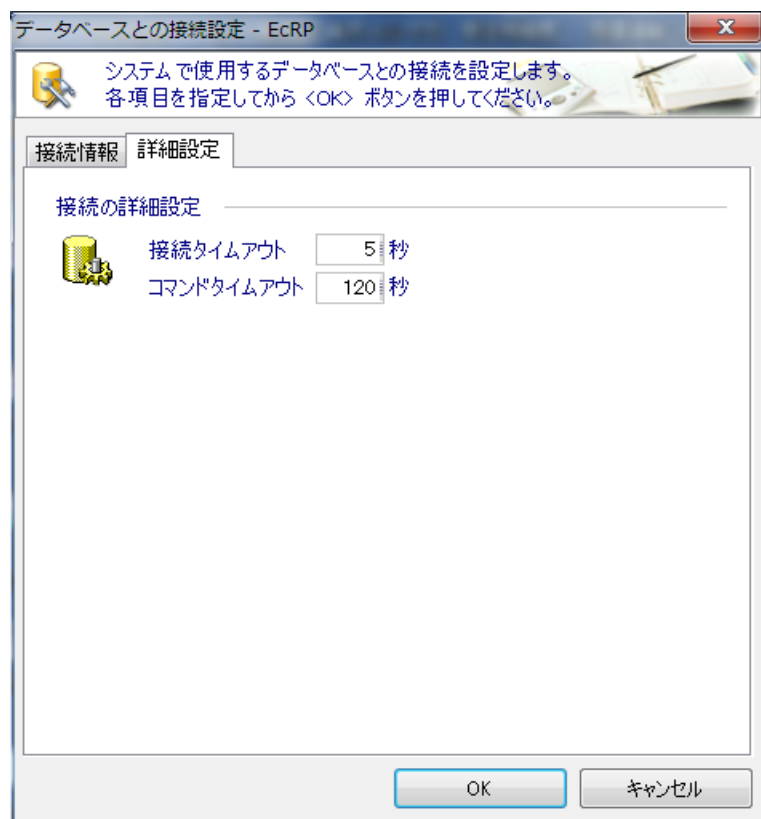 データベースとの接続設定 - EcRP
システムで使用するデータベースとの接続を設定します。
各項目を指定してから <OK> ボタンを押してください。
接続情報 詳細設定
接続の詳細設定
接続タイムアウト 5 秒
コマンドタイムアウト 120 秒
OK キャンセル